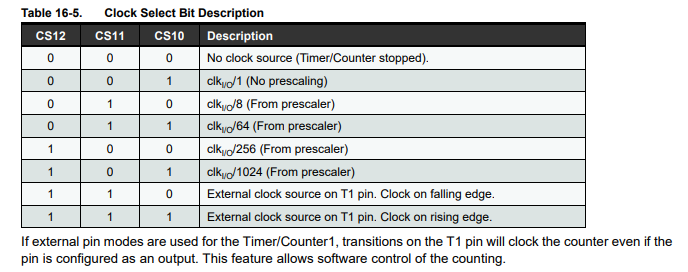 Table 16-5. Clock Select Bit Description
CS12 CS11 CS10 Description
0 0 0 No clock source (Timer/Counter stopped).
0 0 1 clkI/O/1 (No prescaling)
0 1 0 clkI/O/8 (From prescaler)
0 1 1 clkI/O/64 (From prescaler)
1 0 0 clkI/O/256 (From prescaler)
1 0 1 clkI/O/1024 (From prescaler)
1 1 0 External clock source on T1 pin. Clock on falling edge.
1 1 1 External clock source on T1 pin. Clock on rising edge.
If external pin modes are used for the Timer/Counter1, transitions on the T1 pin will clock the counter even if the
pin is configured as an output. This feature allows software control of the counting.